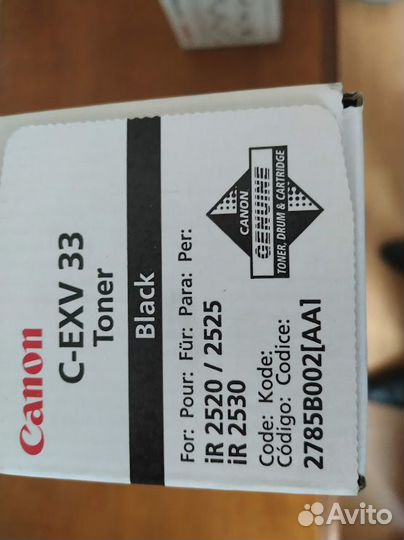 Canon
C-EXV 33
Toner
Black
For: Pour: Für: Para: Per:
iR 2520 / 2525
iR 2530
Code: Kode:
Código: Codice:
2785B002[AA]
CANON
GENUINE
TONER, DRUM & CARTRIDGE
Avito